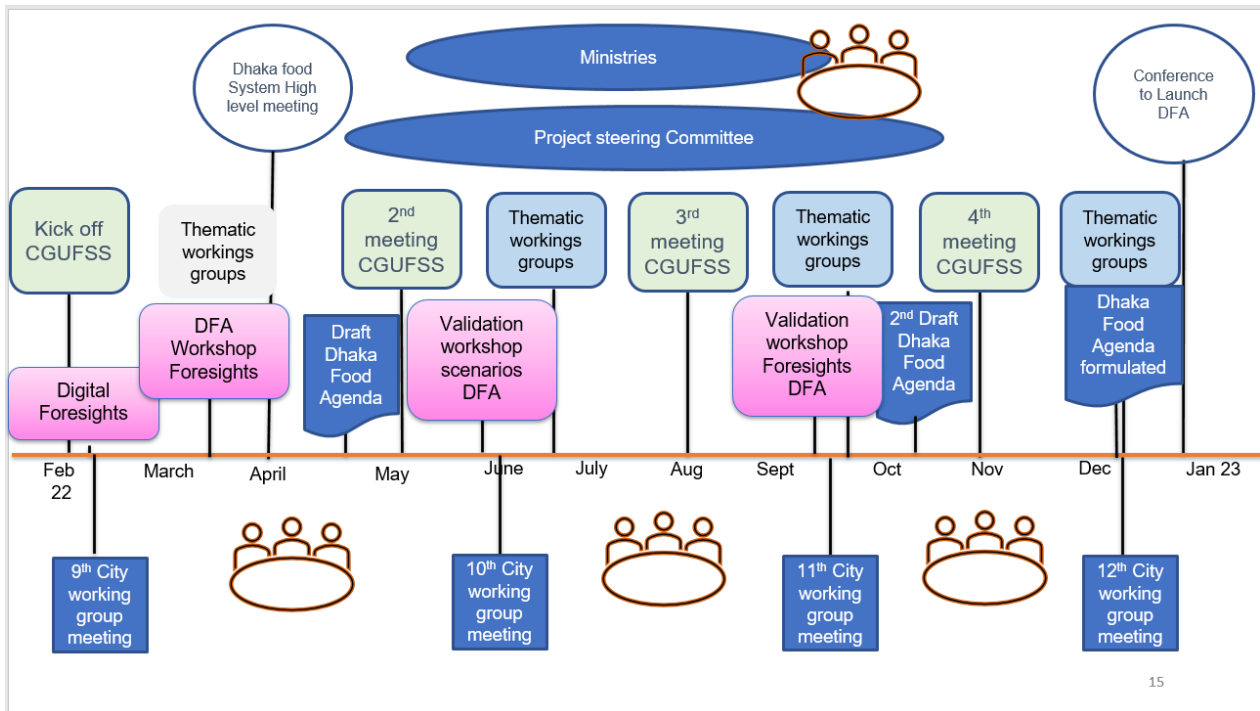 Dhaka food
System High
level meeting
Ministries
Project steering Committee
Conference
to Launch
DFA
Kick off
CGUFSS
Thematic
workings
groups
2nd
meeting
CGUFSS
Thematic
workings
groups
3rd
meeting
CGUFSS
Thematic
workings
groups
4th
meeting
CGUFSS
Thematic
workings
groups
Digital
Foresights
DFA
Workshop
Foresights
Draft
Dhaka
Food
Agenda
Validation
workshop
scenarios
DFA
Validation
workshop
Foresights
DFA
2nd Draft
Dhaka
Food
Agenda
Dhaka
Food
Agenda
formulated
Feb
22
March
April
May
June
July
Aug
Sept
Oct
Nov
Dec
Jan 23
9th City
working
group
meeting
10th City
working
group
meeting
11th City
working
group
meeting
12th City
working
group
meeting
15